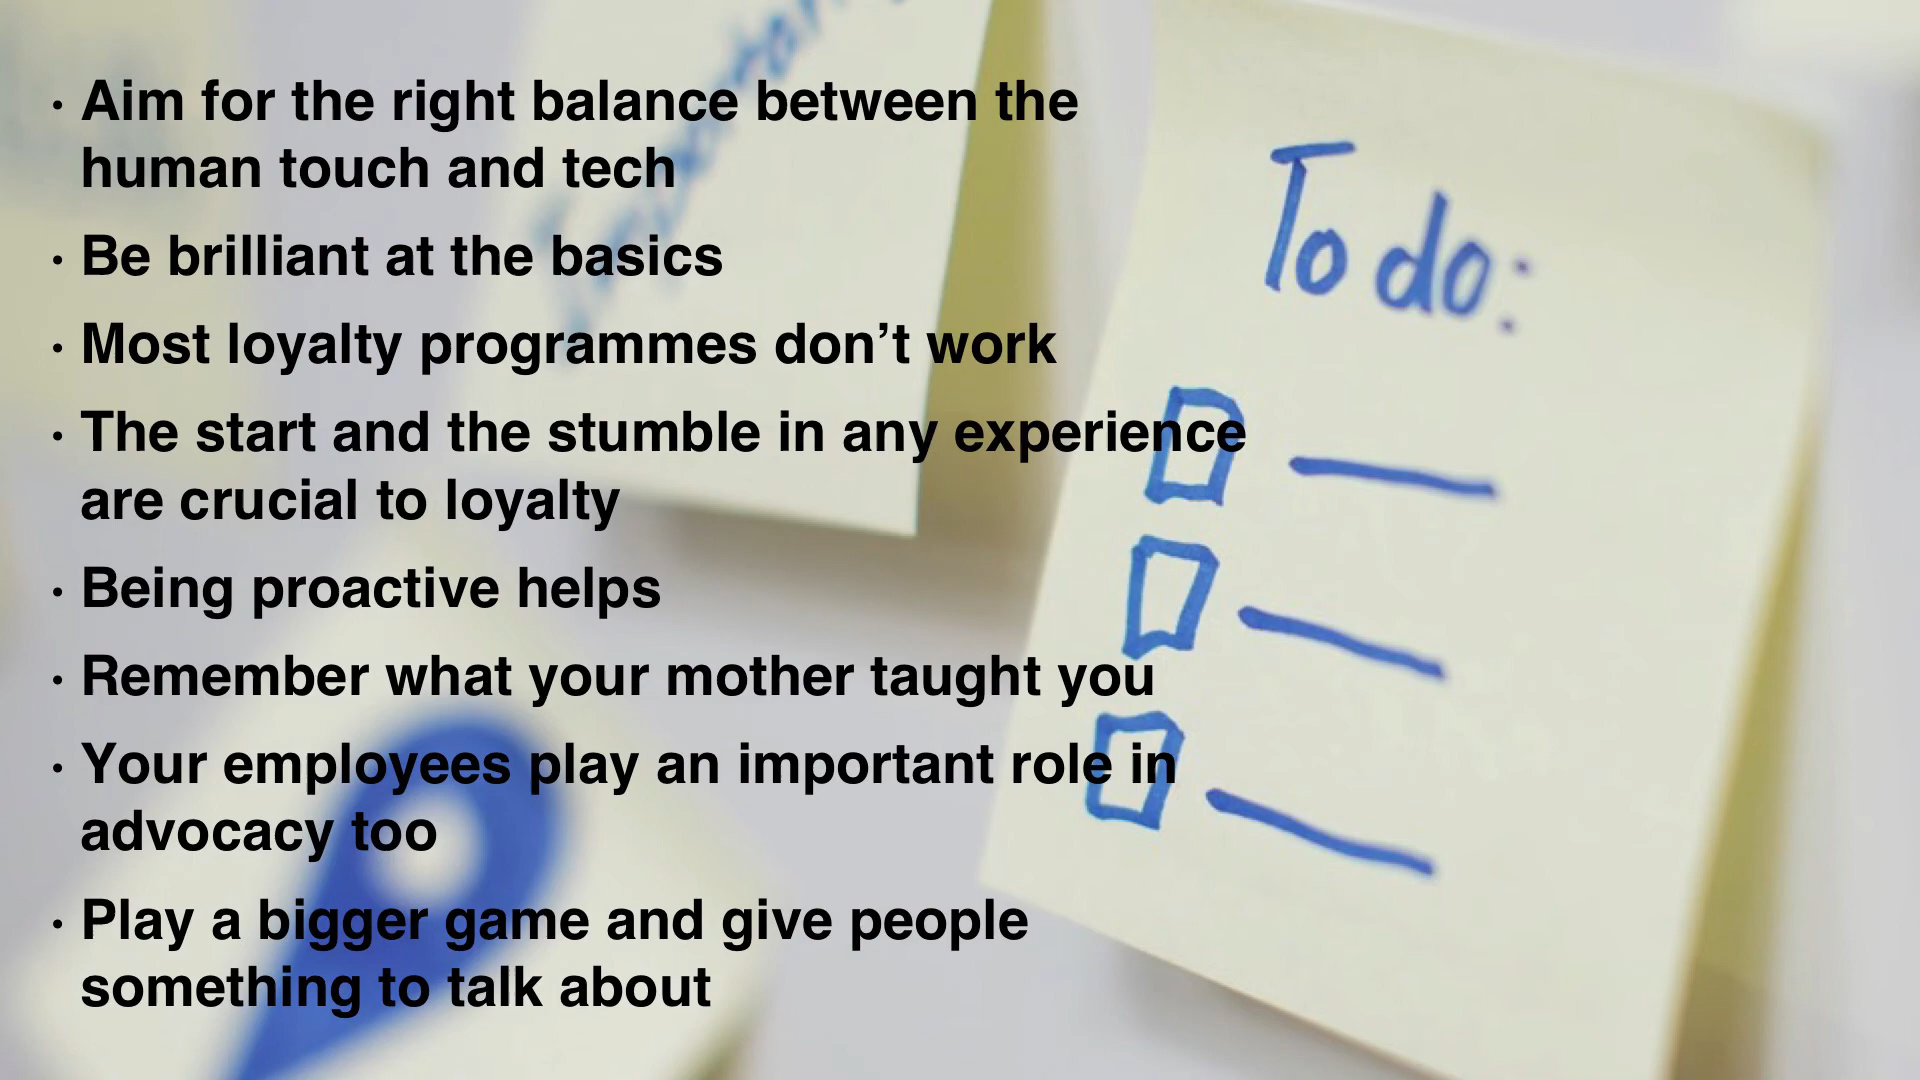 · Aim for the right balance between the
human touch and tech
· Be brilliant at the basics
· Most loyalty programmes don’t work
· The start and the stumble in any experience
are crucial to loyalty
· Being proactive helps
· Remember what your mother taught you
· Your employees play an important role in
advocacy too
· Play a bigger game and give people
something to talk about
To do: